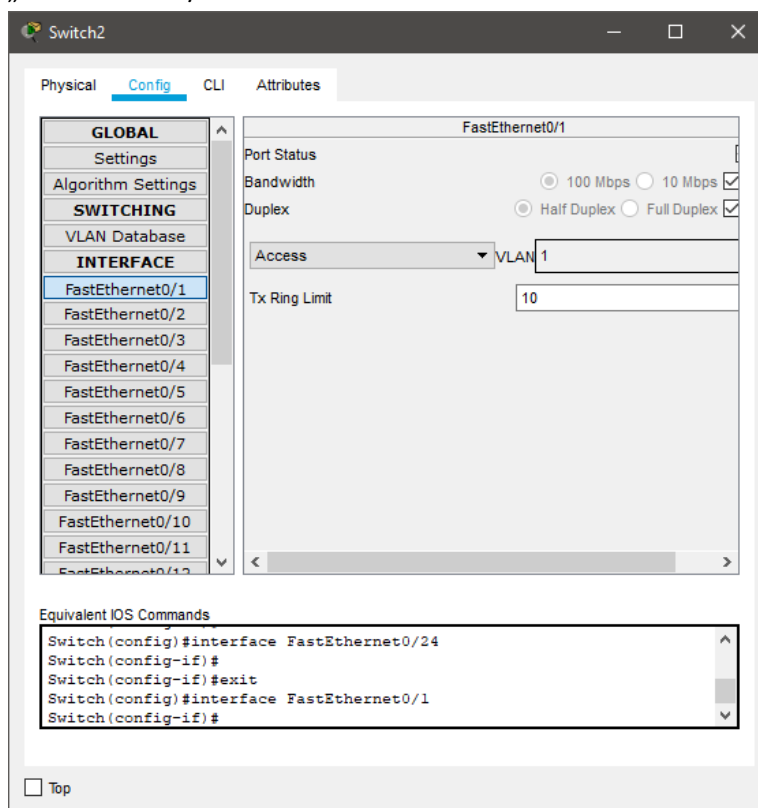 Switch2
Physical Config CLI Attributes
GLOBAL
Settings
Algorithm Settings
SWITCHING
VLAN Database
INTERFACE
FastEthernet0/1
FastEthernet0/2
FastEthernet0/3
FastEthernet0/4
FastEthernet0/5
FastEthernet0/6
FastEthernet0/7
FastEthernet0/8
FastEthernet0/9
FastEthernet0/10
FastEthernet0/11
FastEthernet0/12
FastEthernet0/1
Port Status
Bandwidth 100 Mbps 10 Mbps
Duplex Half Duplex Full Duplex
Access VLAN 1
Tx Ring Limit 10
Equivalent IOS Commands
Switch(config)#interface FastEthernet0/24
Switch(config-if)#
Switch(config-if)#exit
Switch(config)#interface FastEthernet0/1
Switch(config-if)#
Top